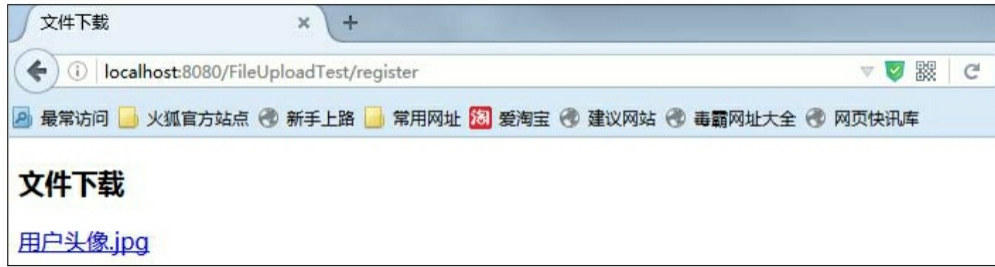 文件下载
localhost:8080/FileUploadTest/register
最常访问 火狐官方站点 新手上路 常用网址 淘 爱淘宝 建议网站 毒霸网址大全 网页快讯库
文件下载
用户头像.jpg